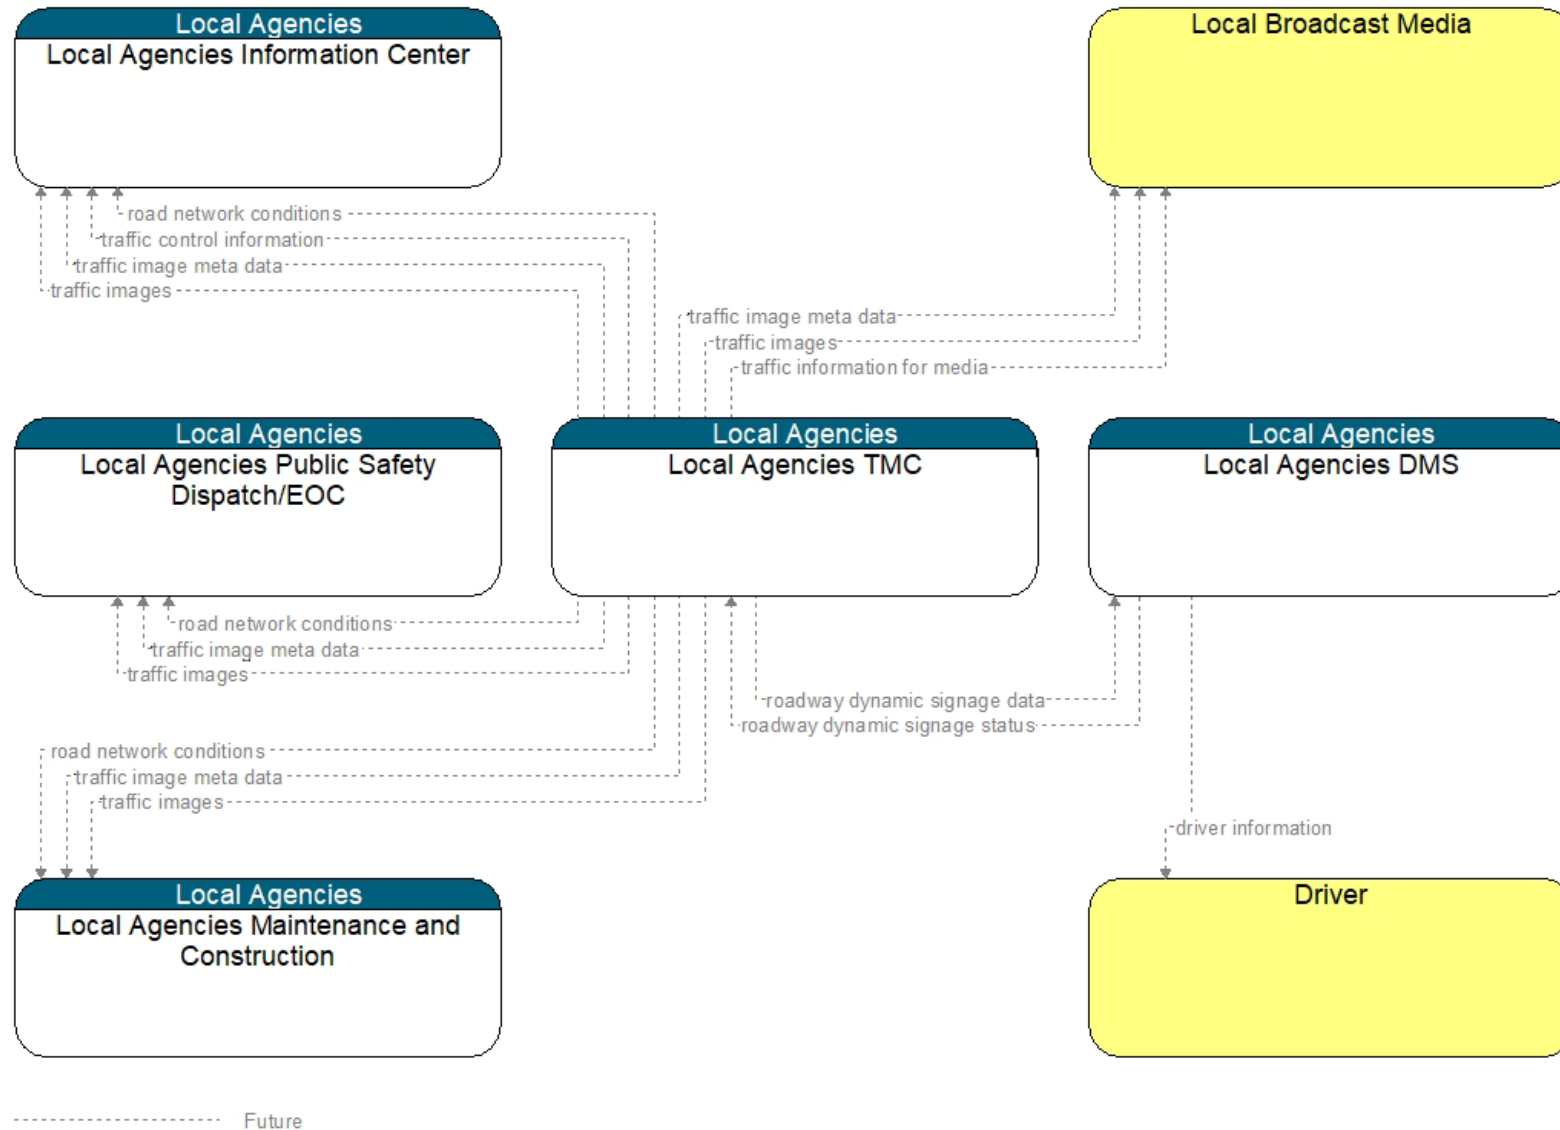 Local Agencies
Local Agencies Information Center
Local Broadcast Media
road network conditions
traffic control information
traffic image meta data
traffic images
traffic image meta data
traffic images
traffic information for media
Local Agencies
Local Agencies Public Safety
Dispatch/EOC
Local Agencies
Local Agencies TMC
Local Agencies
Local Agencies DMS
road network conditions
traffic image meta data
traffic images
roadway dynamic signage data
roadway dynamic signage status
road network conditions
traffic image meta data
traffic images
driver information
Local Agencies
Local Agencies Maintenance and
Construction
Driver
Future